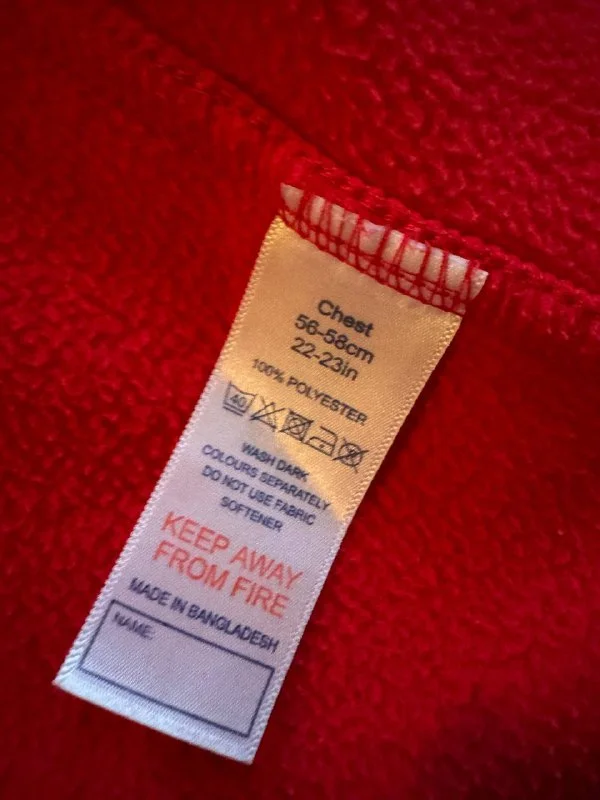 Chest
56-58cm
22-23in
100% POLYESTER
40
WASH DARK
COLOURS SEPARATELY
DO NOT USE FABRIC
SOFTENER
KEEP AWAY
FROM FIRE
MADE IN BANGLADESH
NAME: